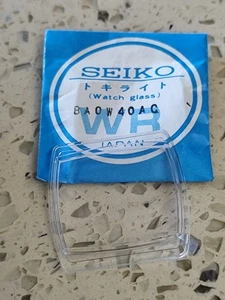 SEIKO
トキライト
(Watch glass)
BA0W40AC
WR
JAPAN